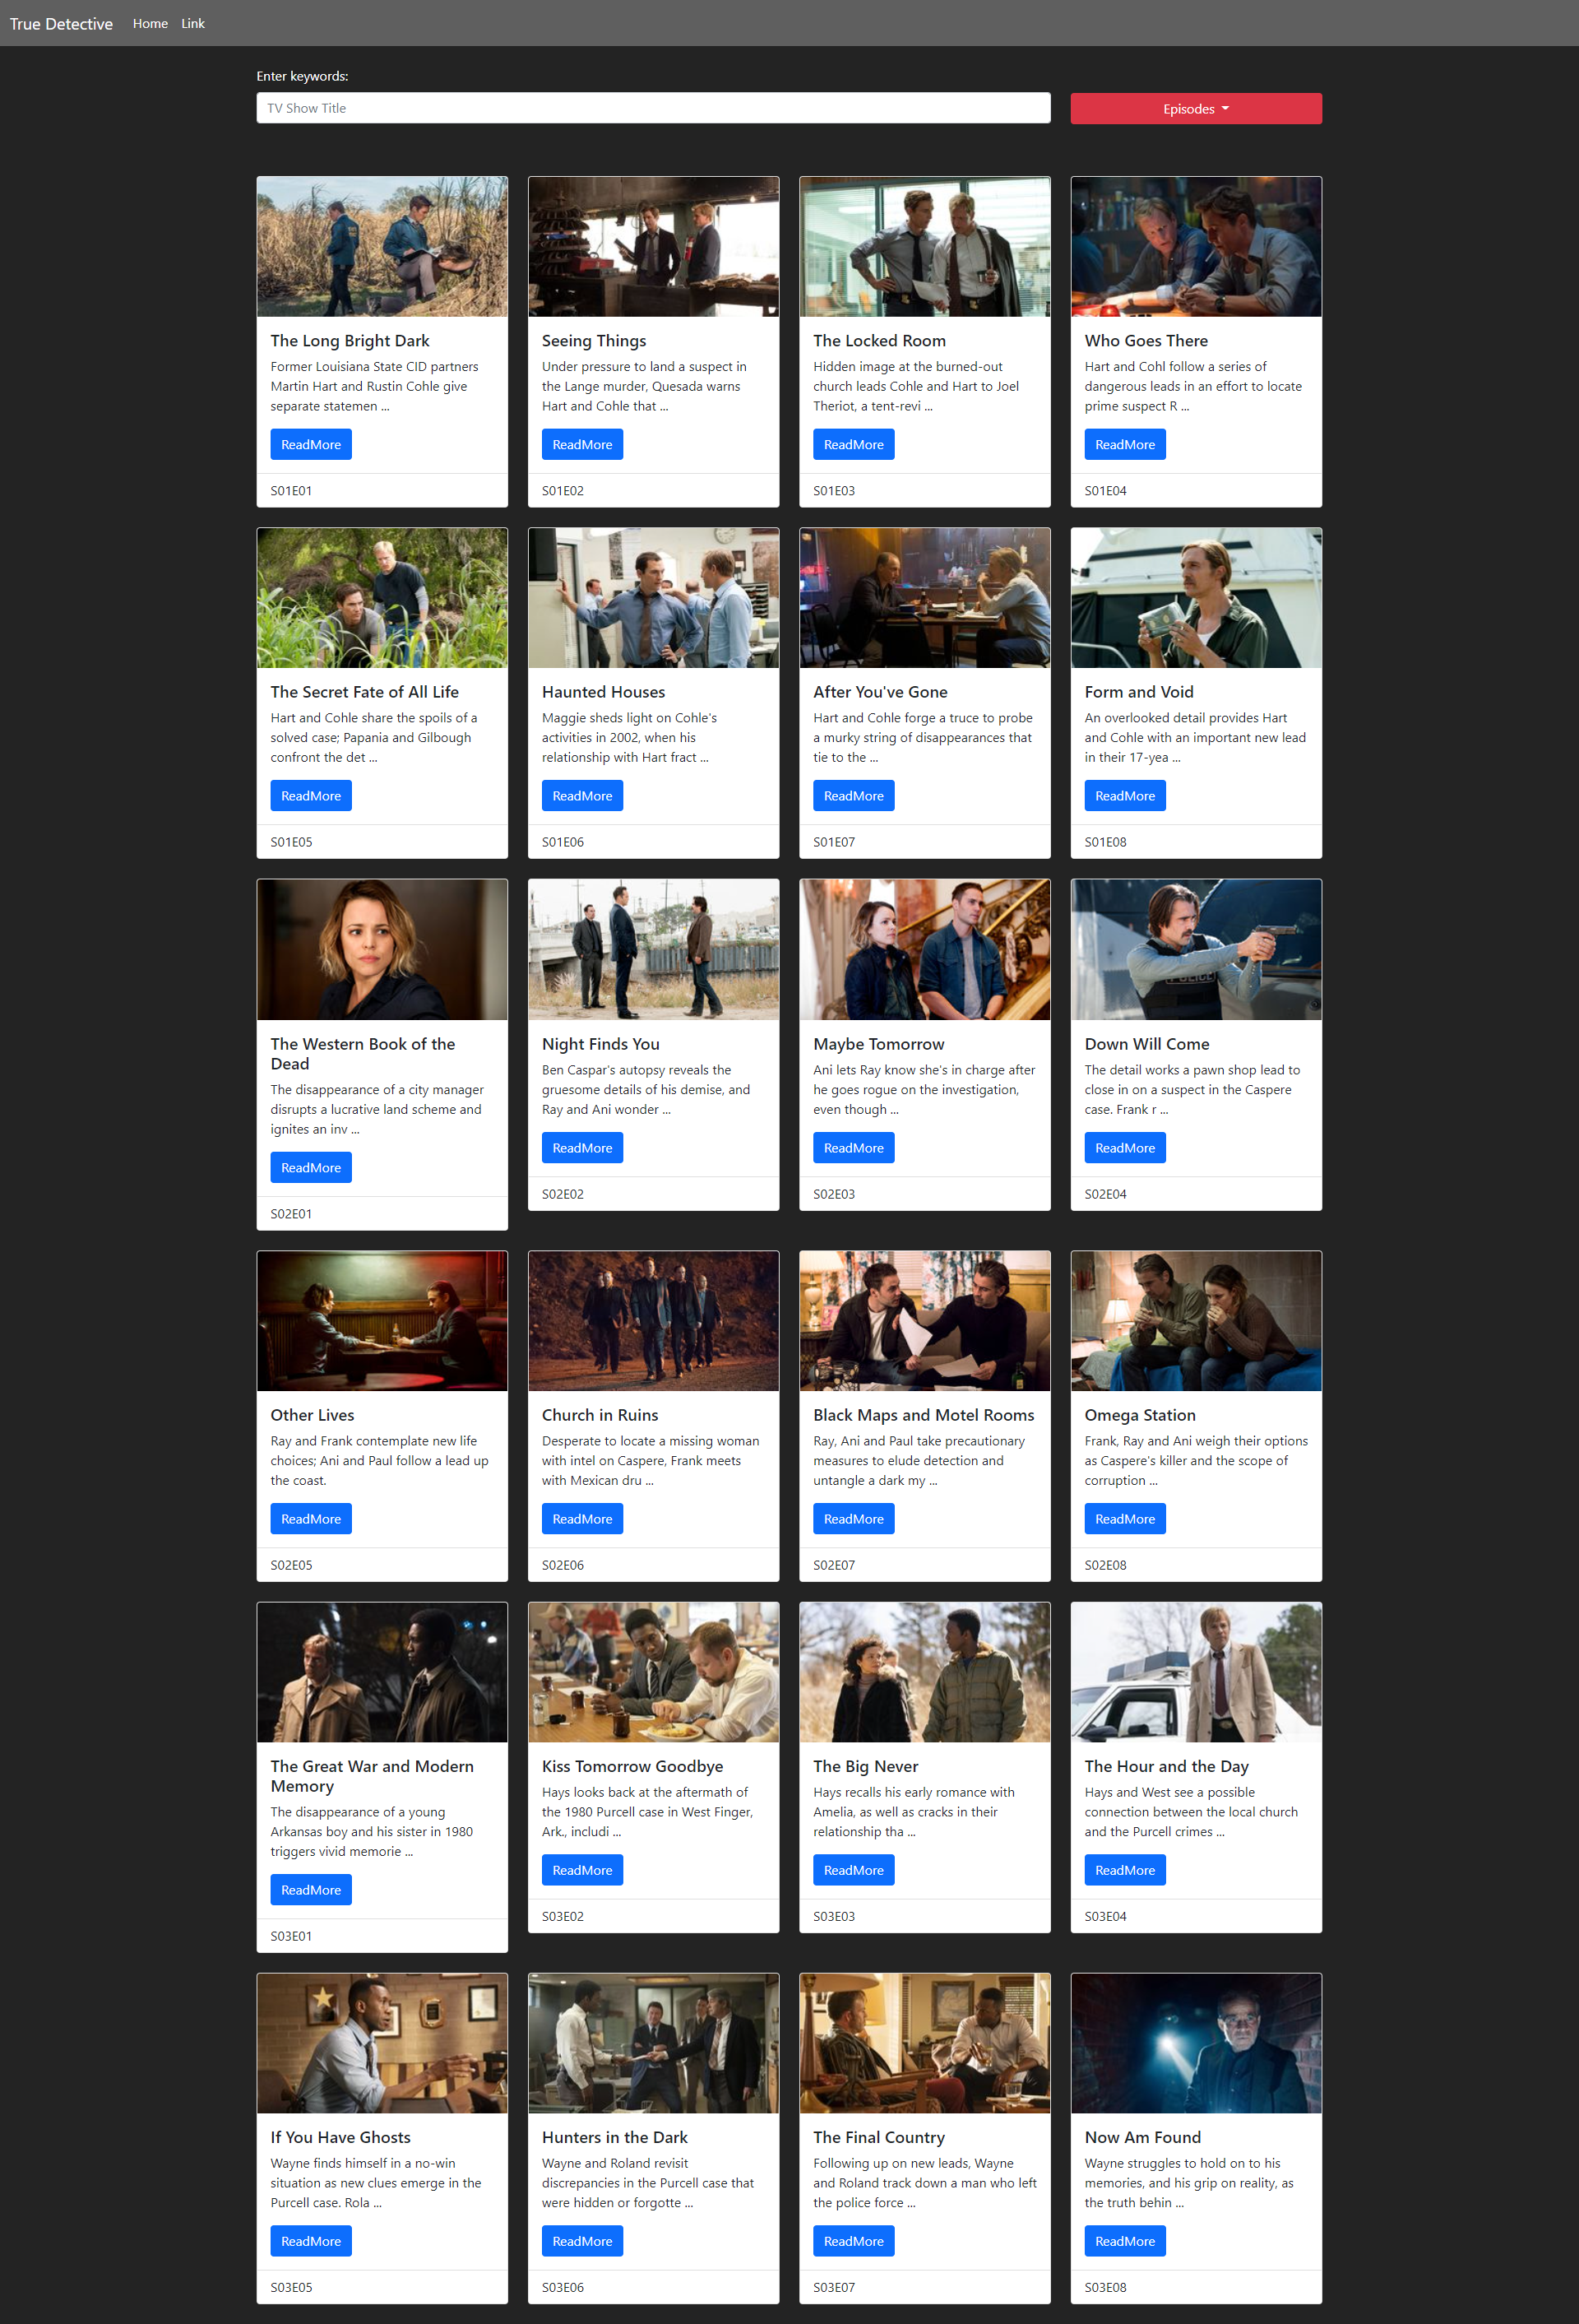 True Detective Home Link
Enter keywords:
TV Show Title
Episodes
The Long Bright Dark
Former Louisiana State CID partners
Martin Hart and Rustin Cohle give
separate statemen ...
ReadMore
S01E01
Seeing Things
Under pressure to land a suspect in
the Lange murder, Quesada warns
Hart and Cohle that ...
ReadMore
S01E02
The Locked Room
Hidden image at the burned-out
church leads Cohle and Hart to Joel
Theriot, a tent-revi ...
ReadMore
S01E03
Who Goes There
Hart and Cohl follow a series of
dangerous leads in an effort to locate
prime suspect R ...
ReadMore
S01E04
The Secret Fate of All Life
Hart and Cohle share the spoils of a
solved case; Papania and Gilbough
confront the det ...
ReadMore
S01E05
Haunted Houses
Maggie sheds light on Cohle's
activities in 2002, when his
relationship with Hart fract ...
ReadMore
S01E06
After You've Gone
Hart and Cohle forge a truce to probe
a murky string of disappearances that
tie to the ...
ReadMore
S01E07
Form and Void
An overlooked detail provides Hart
and Cohle with an important new lead
in their 17-yea ...
ReadMore
S01E08
The Western Book of the
Dead
The disappearance of a city manager
disrupts a lucrative land scheme and
ignites an inv ...
ReadMore
S02E01
Night Finds You
Ben Caspar's autopsy reveals the
gruesome details of his demise, and
Ray and Ani wonder ...
ReadMore
S02E02
Maybe Tomorrow
Ani lets Ray know she's in charge after
he goes rogue on the investigation,
even though ...
ReadMore
S02E03
POLICE
Down Will Come
The detail works a pawn shop lead to
close in on a suspect in the Caspere
case. Frank r ...
ReadMore
S02E04
Other Lives
Ray and Frank contemplate new life
choices; Ani and Paul follow a lead up
the coast.
ReadMore
S02E05
Church in Ruins
Desperate to locate a missing woman
with intel on Caspere, Frank meets
with Mexican dru ...
ReadMore
S02E06
Black Maps and Motel Rooms
Ray, Ani and Paul take precautionary
measures to elude detection and
untangle a dark my ...
ReadMore
S02E07
Omega Station
Frank, Ray and Ani weigh their options
as Caspere's killer and the scope of
corruption ...
ReadMore
S02E08
The Great War and Modern
Memory
The disappearance of a young
Arkansas boy and his sister in 1980
triggers vivid memorie ...
ReadMore
S03E01
Kiss Tomorrow Goodbye
Hays looks back at the aftermath of
the 1980 Purcell case in West Finger,
Ark., includi ...
ReadMore
S03E02
The Big Never
Hays recalls his early romance with
Amelia, as well as cracks in their
relationship tha ...
ReadMore
S03E03
The Hour and the Day
Hays and West see a possible
connection between the local church
and the Purcell crimes ...
ReadMore
S03E04
If You Have Ghosts
Wayne finds himself in a no-win
situation as new clues emerge in the
Purcell case. Rola ...
ReadMore
S03E05
Hunters in the Dark
Wayne and Roland revisit
discrepancies in the Purcell case that
were hidden or forgotte ...
ReadMore
S03E06
The Final Country
Following up on new leads, Wayne
and Roland track down a man who left
the police force ...
ReadMore
S03E07
Now Am Found
Wayne struggles to hold on to his
memories, and his grip on reality, as
the truth behin ...
ReadMore
S03E08